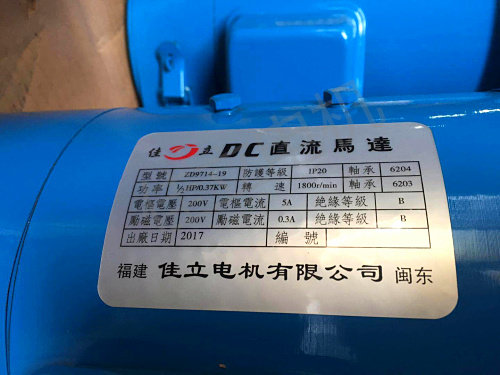 佳 立 DC 直流馬達
型號 ZD9714-19 防護等級 IP20 軸承 6204
功率 ½HP/0.37KW 轉速 1800r/min 軸承 6203
電樞電壓 200V 電樞電流 5A 絶緣等級 B
勵磁電壓 200V 勵磁電流 0.3A 絶緣等級 B
出廠日期 2017 編號
福建 佳立电机有限公司 闽东